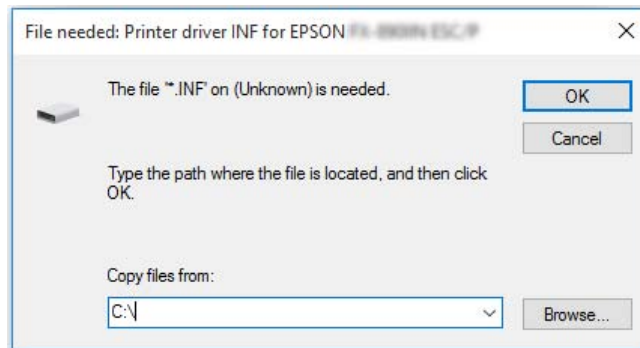 File needed: Printer driver INF for EPSON
The file '*.INF' on (Unknown) is needed.
OK
Cancel
Type the path where the file is located, and then click
OK.
Copy files from:
C:\
Browse...